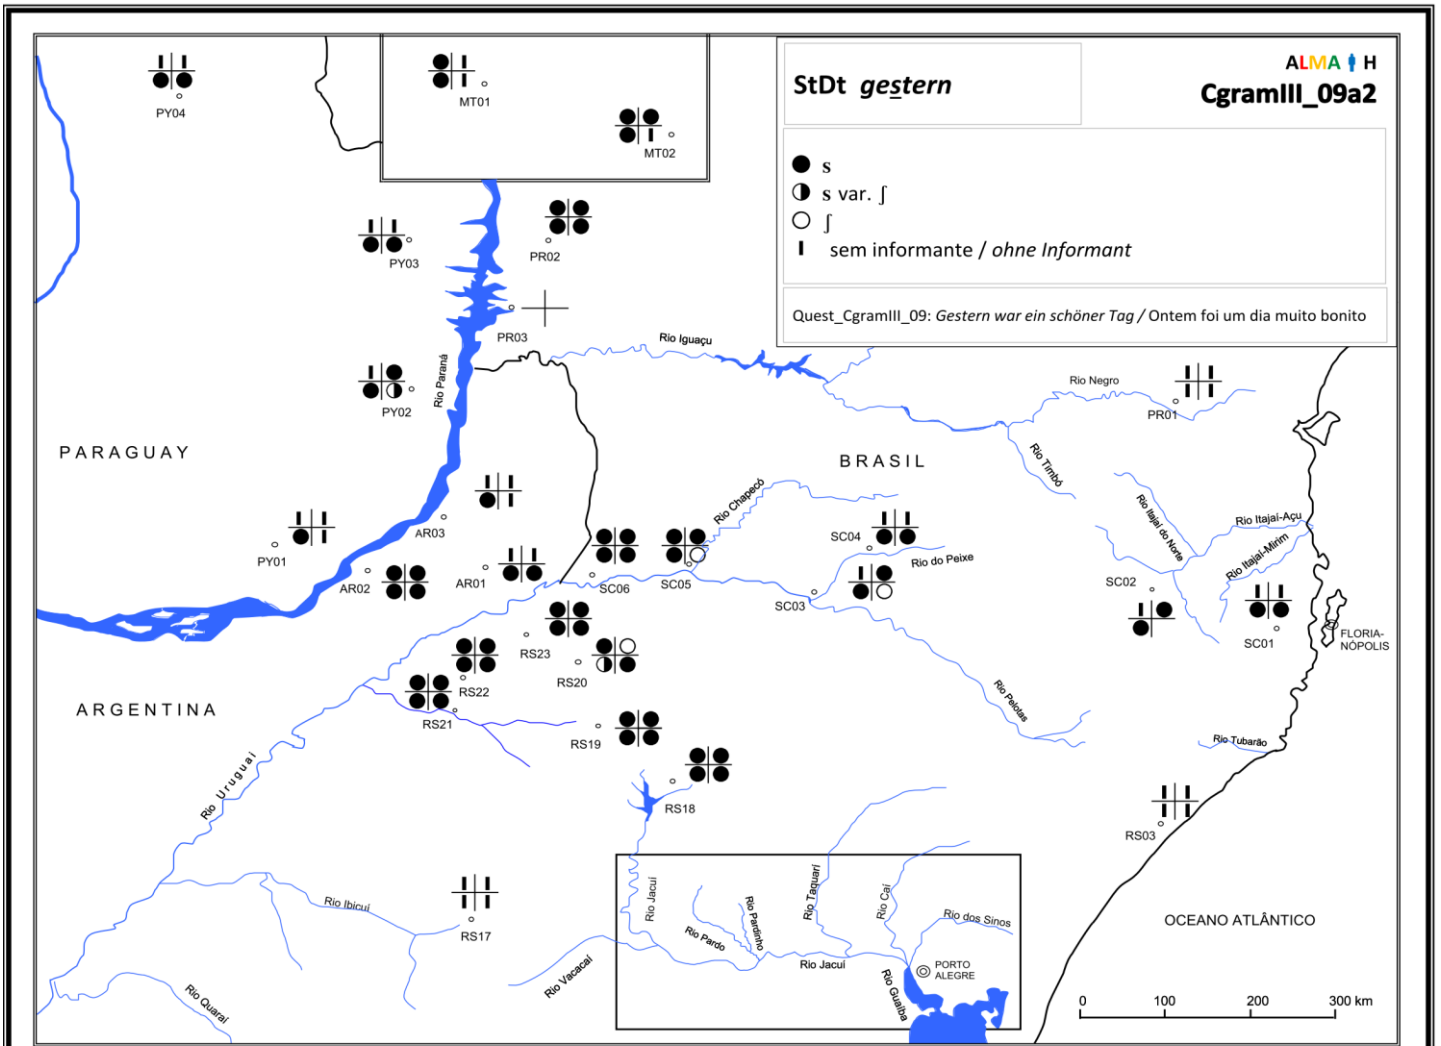 StDt gestern
ALMA H
CgramIII_09a2
s
s var. ʃ
ʃ
sem informante / ohne Informant
Quest_CgramIII_09: Gestern war ein schöner Tag / Ontem foi um dia muito bonito
PY04
MT01
MT02
PY03
PR02
PR03
Rio Iguaçu
Rio Paraná
PY02
Rio Negro
PR01
PARAGUAY
BRASIL
Rio Timbó
Rio Chapecó
Rio Itajaí do Norte
Rio Itajaí-Açu
Rio Itajaí-Mirim
AR03
PY01
SC04
Rio do Peixe
AR02
AR01
SC06
SC05
SC03
SC02
SC01
FLORIA-
NÓPOLIS
RS23
RS20
RS22
RS21
Rio Pelotas
ARGENTINA
RS19
Rio Tubarão
Rio Uruguai
RS18
RS03
Rio Ibicuí
RS17
Rio Jacuí
Rio Pardo
Rio Pardinho
Rio Taquarí
Rio Caí
Rio dos Sinos
OCEANO ATLÂNTICO
Rio Vacacaí
Rio Jacuí
PORTO
ALEGRE
Rio Guaíba
Rio Quaraí
0 100 200 300 km